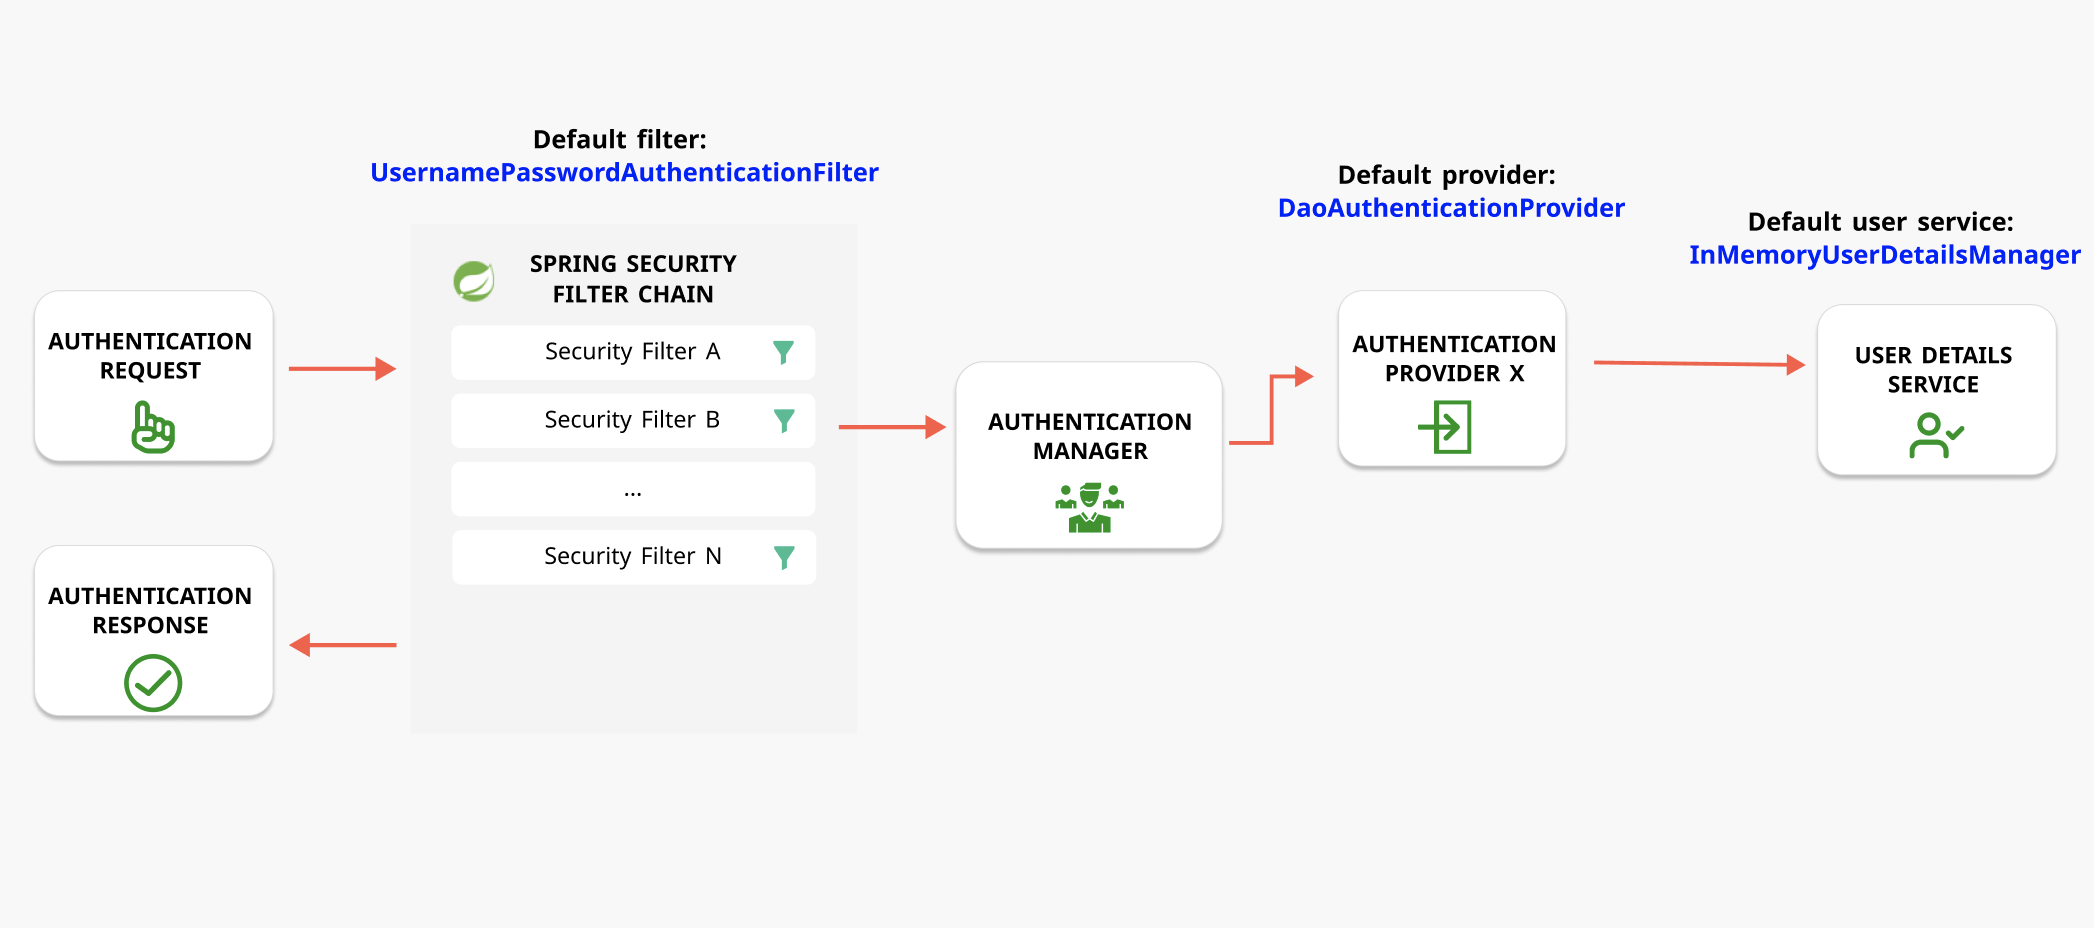 Default filter:
UsernamePasswordAuthenticationFilter
Default provider:
DaoAuthenticationProvider
Default user service:
InMemoryUserDetailsManager
AUTHENTICATION
REQUEST
SPRING SECURITY
FILTER CHAIN
Security Filter A
Security Filter B
...
Security Filter N
AUTHENTICATION
MANAGER
AUTHENTICATION
PROVIDER X
USER DETAILS
SERVICE
AUTHENTICATION
RESPONSE